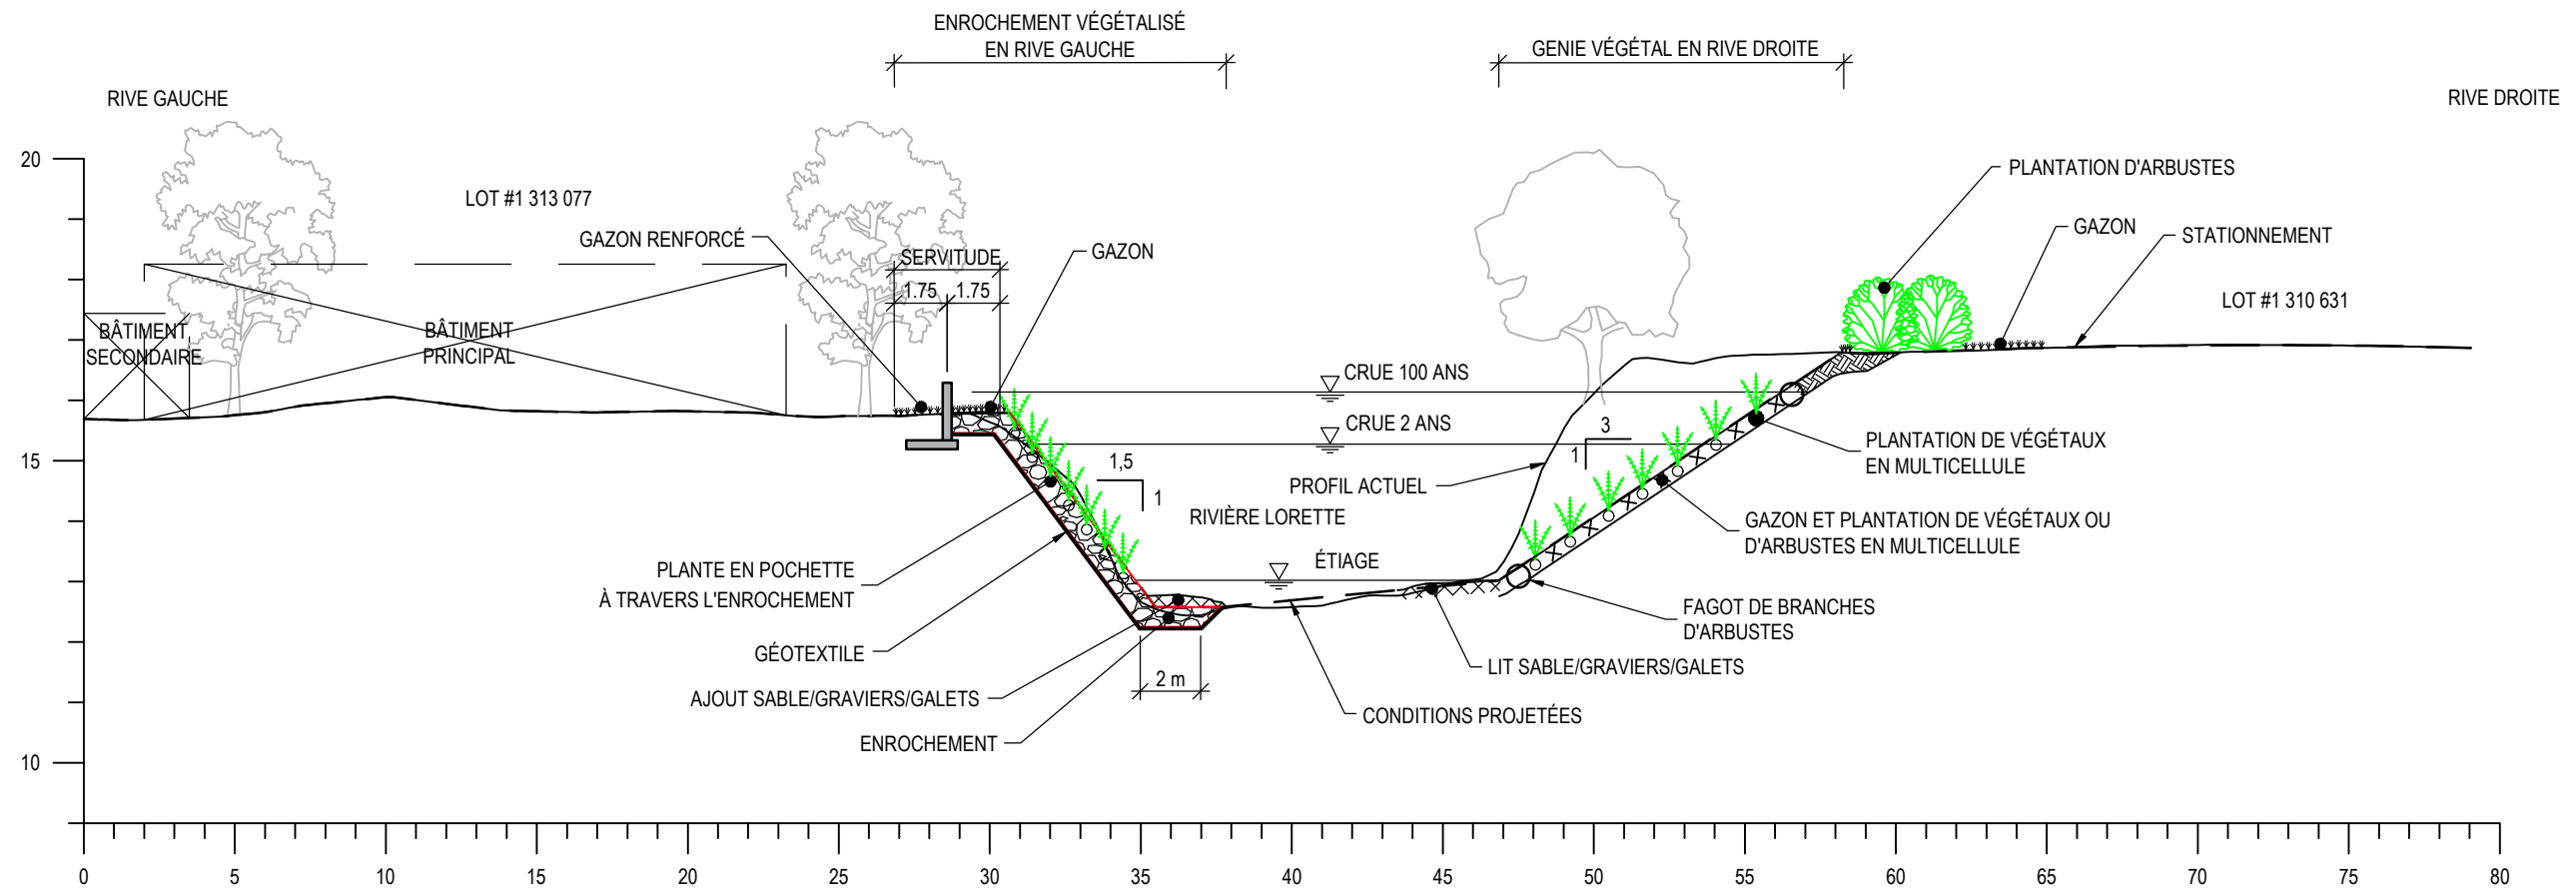 ENROCHEMENT VÉGÉTALISÉ
EN RIVE GAUCHE
GENIE VÉGÉTAL EN RIVE DROITE
RIVE GAUCHE
RIVE DROITE
20
PLANTATION D'ARBUSTES
LOT #1 313 077
GAZON RENFORCÉ
SERVITUDE
GAZON
GAZON
STATIONNEMENT
1.75
1.75
LOT #1 310 631
BÂTIMENT
SECONDAIRE
BÂTIMENT
PRINCIPAL
CRUE 100 ANS
CRUE 2 ANS
3
1
PLANTATION DE VÉGÉTAUX
EN MULTICELLULE
15
1,5
1
PROFIL ACTUEL
RIVIÈRE LORETTE
GAZON ET PLANTATION DE VÉGÉTAUX OU
D'ARBUSTES EN MULTICELLULE
ÉTIAGE
PLANTE EN POCHETTE
À TRAVERS L'ENROCHEMENT
FAGOT DE BRANCHES
D'ARBUSTES
GÉOTEXTILE
LIT SABLE/GRAVIERS/GALETS
2 m
AJOUT SABLE/GRAVIERS/GALETS
CONDITIONS PROJETÉES
ENROCHEMENT
10
0 5 10 15 20 25 30 35 40 45 50 55 60 65 70 75 80